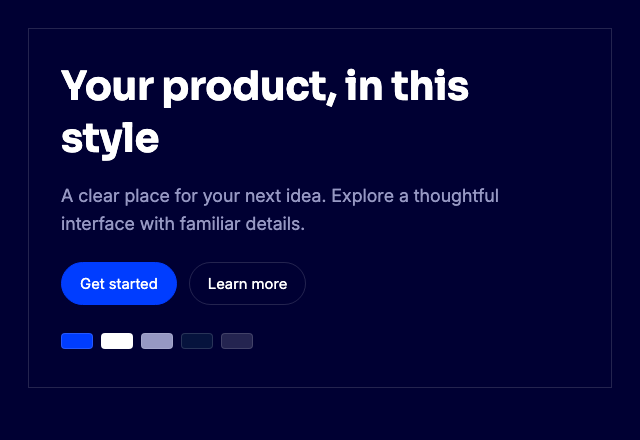 Your product, in this
style
A clear place for your next idea. Explore a thoughtful
interface with familiar details.
Get started
Learn more